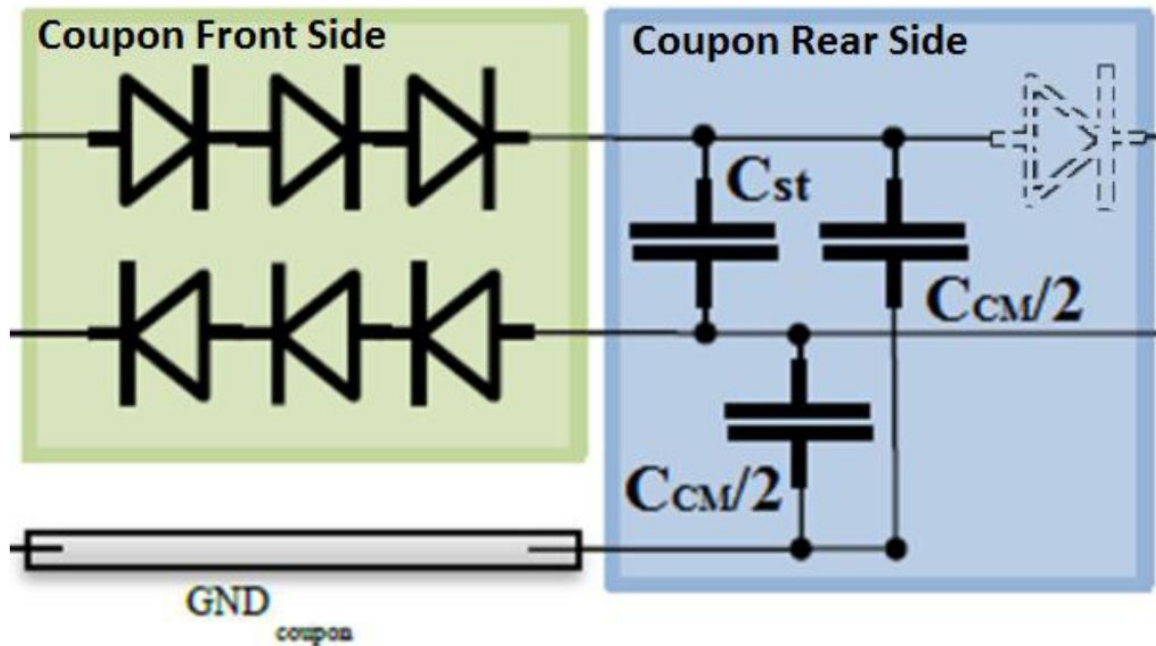 Coupon Front Side
Coupon Rear Side
Cst
CCM/2
CCM/2
GND
coupon